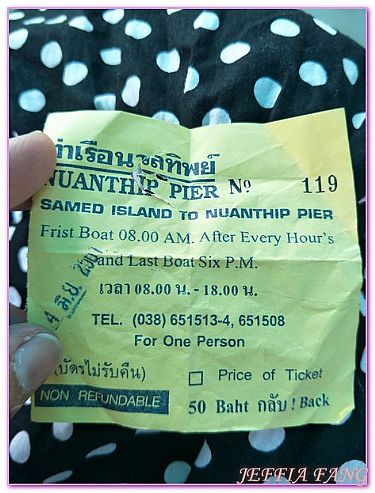 ท่าเรือนวลทิพย์
NUANTHIP PIER Nº 119
SAMED ISLAND TO NUANTHIP PIER
Frist Boat 08.00 AM. After Every Hour's
and Last Boat Six P.M.
เวลา 08.00 น. - 18.00 น.
TEL. (038) 651513-4, 651508
For One Person
(บัตรไม่รับคืน)
Price of Ticket
NON REFUNDABLE
50 Baht กลับ ! Back
JEFFIA FANG